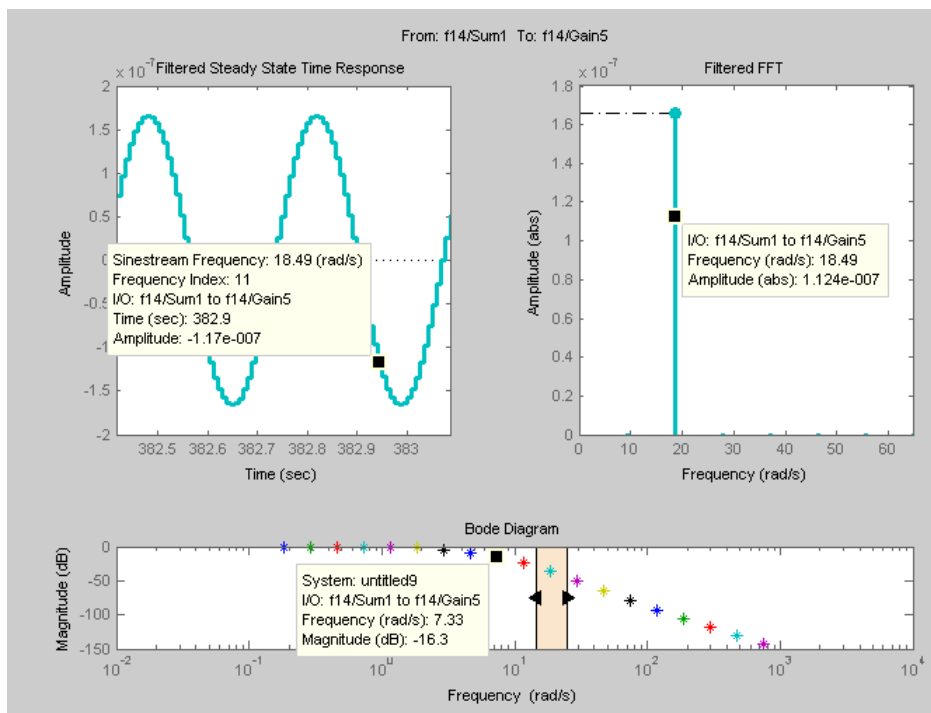 From: f14/Sum1 To: f14/Gain5
× 10^-7 Filtered Steady State Time Response
2
1.5
1
0.5
0
-0.5
-1
-1.5
-2
Amplitude
Sinestream Frequency: 18.49 (rad/s)
Frequency Index: 11
I/O: f14/Sum1 to f14/Gain5
Time (sec): 382.9
Amplitude: -1.17e-007
382.5 382.6 382.7 382.8 382.9 383
Time (sec)
Filtered FFT
× 10^-7
1.8
1.6
1.4
1.2
1
0.8
0.6
0.4
0.2
0
Amplitude (abs)
I/O: f14/Sum1 to f14/Gain5
Frequency (rad/s): 18.49
Amplitude (abs): 1.124e-007
0 10 20 30 40 50 60
Frequency (rad/s)
Bode Diagram
0
-50
-100
-150
Magnitude (dB)
System: untitled9
I/O: f14/Sum1 to f14/Gain5
Frequency (rad/s): 7.33
Magnitude (dB): -16.3
10^-2 10^-1 10^0 10^1 10^2 10^3 10^4
Frequency (rad/s)